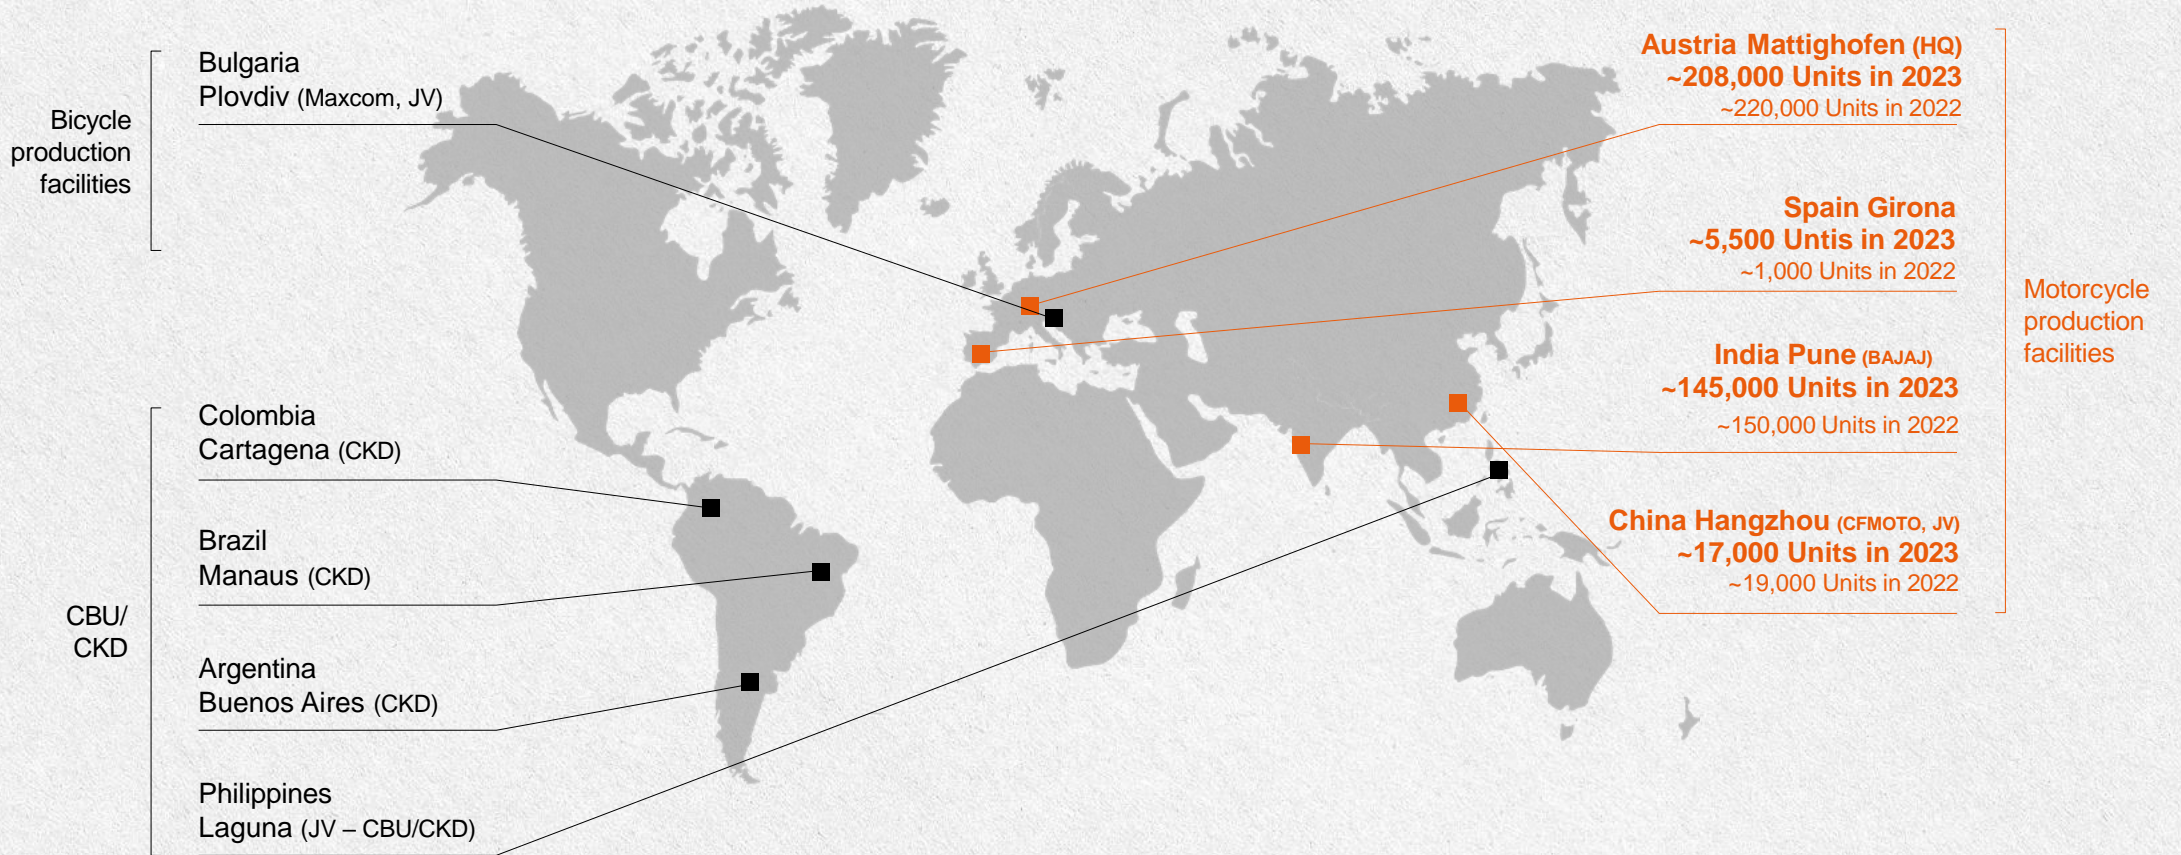 Bicycle
production
facilities
Bulgaria
Plovdiv (Maxcom, JV)
CBU/
CKD
Colombia
Cartagena (CKD)
Brazil
Manaus (CKD)
Argentina
Buenos Aires (CKD)
Philippines
Laguna (JV – CBU/CKD)
Austria Mattighofen (HQ)
~208,000 Units in 2023
~220,000 Units in 2022
Spain Girona
~5,500 Untis in 2023
~1,000 Units in 2022
India Pune (BAJAJ)
~145,000 Units in 2023
~150,000 Units in 2022
China Hangzhou (CFMOTO, JV)
~17,000 Units in 2023
~19,000 Units in 2022
Motorcycle
production
facilities